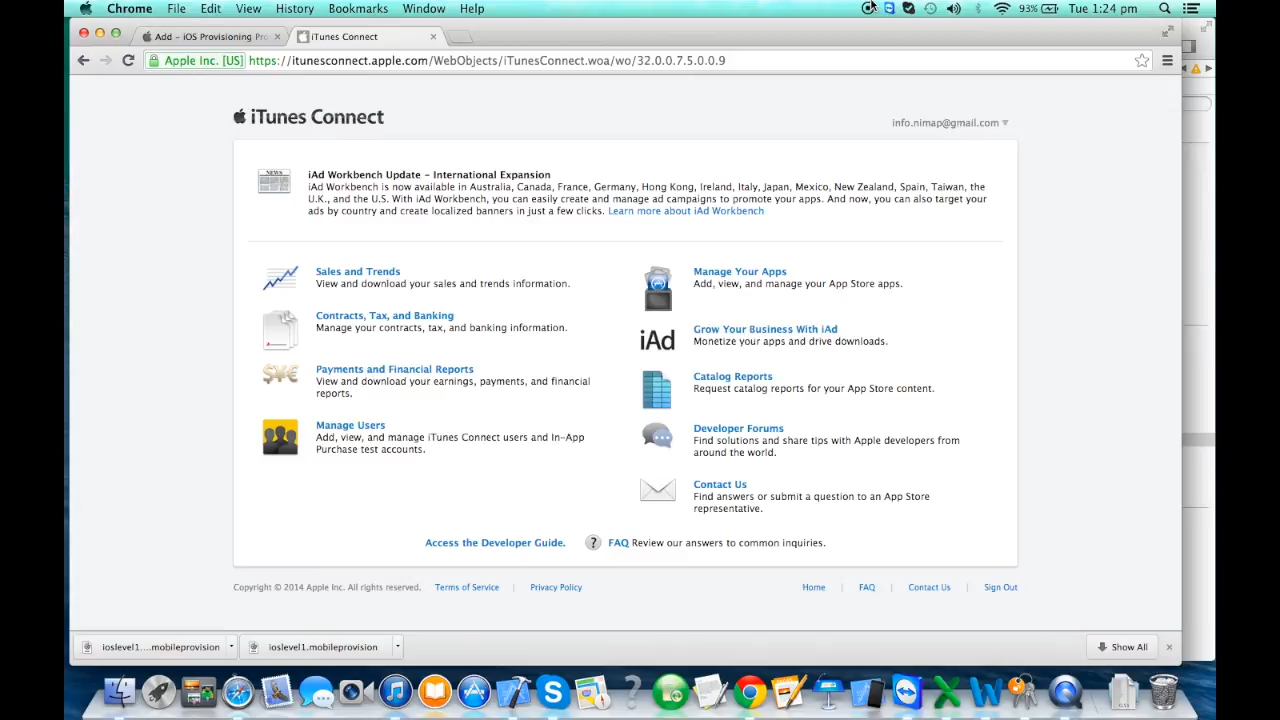 Chrome File Edit View History Bookmarks Window Help 93% Tue 1:24 pm
Add – iOS Provisioning Pro iTunes Connect
Apple Inc. [US] https://itunesconnect.apple.com/WebObjects/iTunesConnect.woa/wo/32.0.0.7.5.0.0.9
iTunes Connect
info.nimap@gmail.com
NEWS
iAd Workbench Update – International Expansion
iAd Workbench is now available in Australia, Canada, France, Germany, Hong Kong, Ireland, Italy, Japan, Mexico, New Zealand, Spain, Taiwan, the
U.K., and the U.S. With iAd Workbench, you can easily create and manage ad campaigns to promote your apps. And now, you can also target your
ads by country and create localized banners in just a few clicks. Learn more about iAd Workbench
Sales and Trends
View and download your sales and trends information.
Contracts, Tax, and Banking
Manage your contracts, tax, and banking information.
Payments and Financial Reports
View and download your earnings, payments, and financial
reports.
Manage Users
Add, view, and manage iTunes Connect users and In-App
Purchase test accounts.
Manage Your Apps
Add, view, and manage your App Store apps.
iAd
Grow Your Business With iAd
Monetize your apps and drive downloads.
Catalog Reports
Request catalog reports for your App Store content.
Developer Forums
Find solutions and share tips with Apple developers from
around the world.
Contact Us
Find answers or submit a question to an App Store
representative.
Access the Developer Guide. ? FAQ Review our answers to common inquiries.
Copyright © 2014 Apple Inc. All rights reserved. Terms of Service | Privacy Policy Home | FAQ | Contact Us | Sign Out
ioslevel1....mobileprovision ioslevel1.mobileprovision Show All